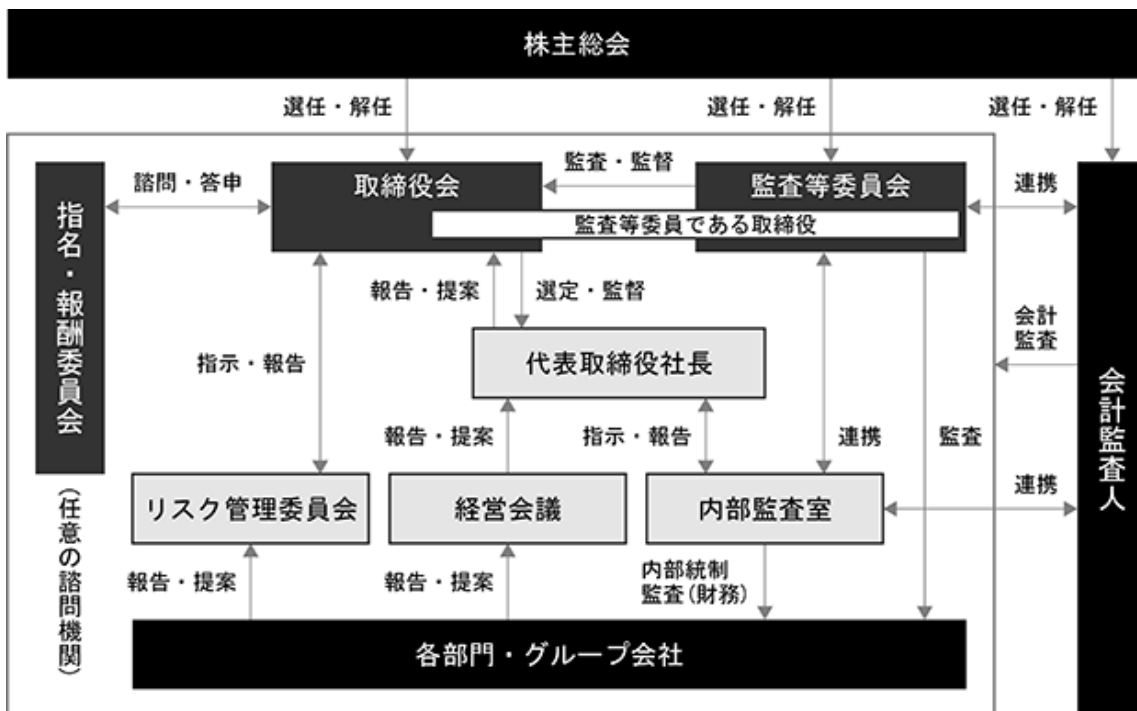 株主総会
選任・解任
選任・解任
選任・解任
指名・報酬委員会
(任意の諮問機関)
諮問・答申
取締役会
監査・監督
監査等委員会
監査等委員である取締役
連携
会計監査人
報告・提案
選定・監督
会計
監査
代表取締役社長
指示・報告
報告・提案
指示・報告
連携
監査
リスク管理委員会
経営会議
内部監査室
連携
報告・提案
報告・提案
内部統制
監査(財務)
各部門・グループ会社